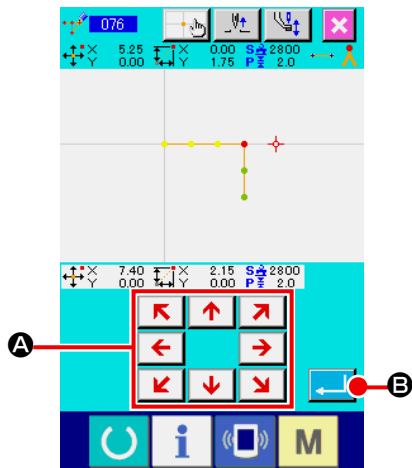 076
X 5.25 X 0.00 S 2800
Y 0.00 Y 1.75 P 2.0
X 7.40 X 2.15 S 2800
Y 0.00 Y 0.00 P 2.0
A
B
i M